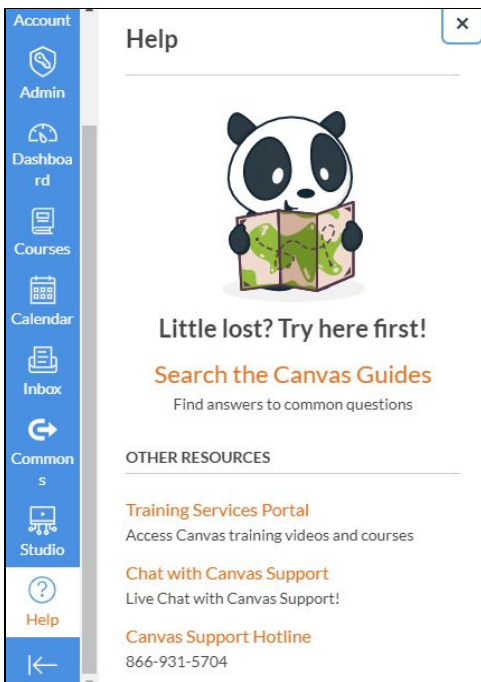 Account
Admin
Dashboa
rd
Courses
Calendar
Inbox
Common
s
Studio
Help
Help
Little lost? Try here first!
Search the Canvas Guides
Find answers to common questions
OTHER RESOURCES
Training Services Portal
Access Canvas training videos and courses
Chat with Canvas Support
Live Chat with Canvas Support!
Canvas Support Hotline
866-931-5704